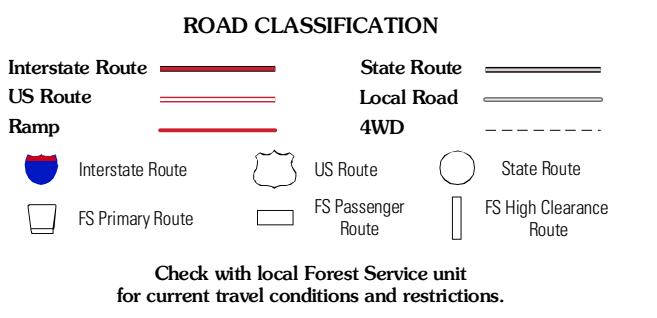 ROAD CLASSIFICATION
Interstate Route
State Route
US Route
Local Road
Ramp
4WD
Interstate Route
US Route
State Route
FS Primary Route
FS Passenger
Route
FS High Clearance
Route
Check with local Forest Service unit
for current travel conditions and restrictions.